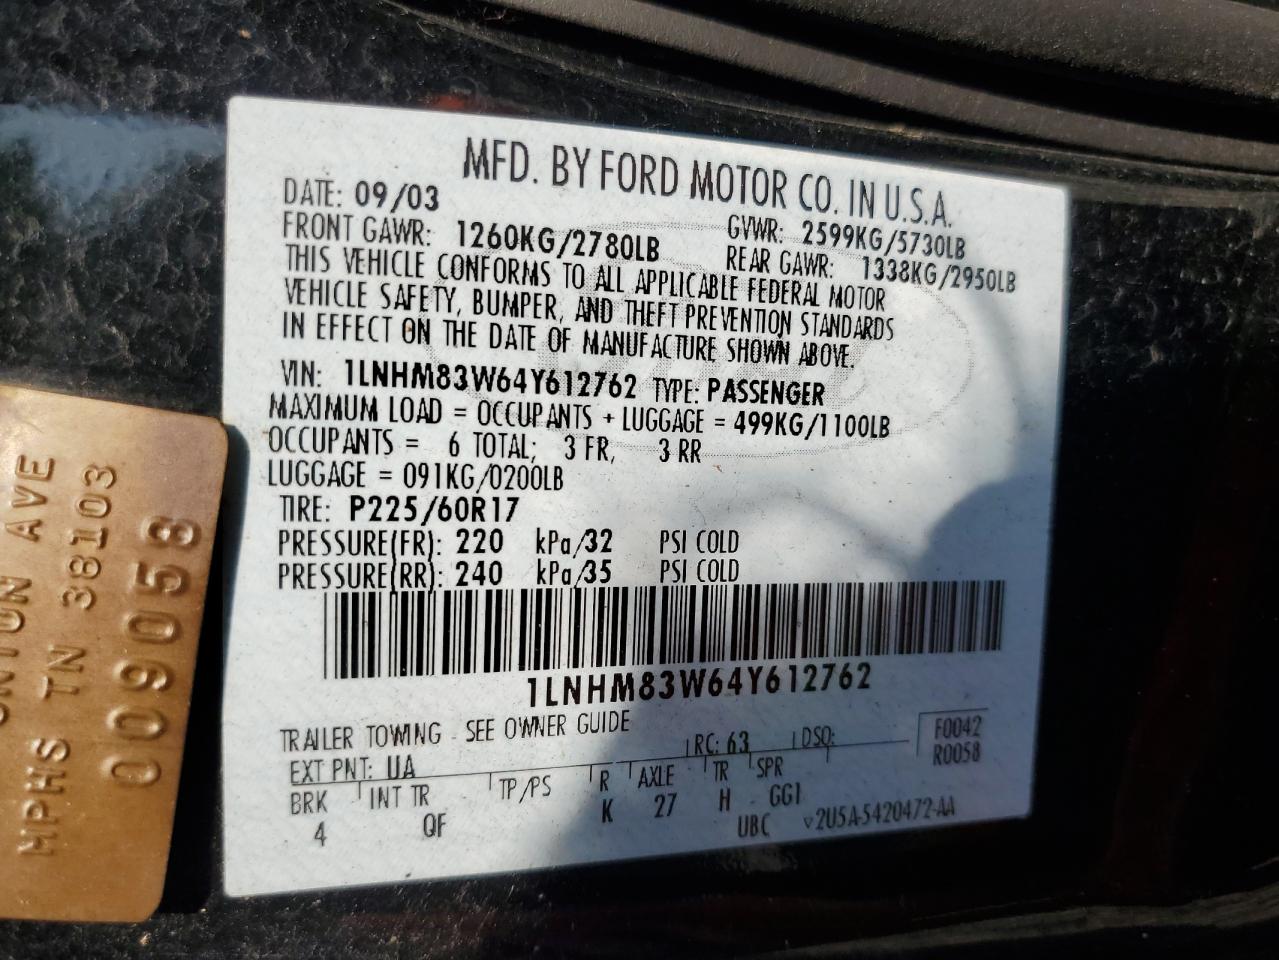 MFD. BY FORD MOTOR CO. IN U.S.A.
DATE: 09/03 GVWR: 2599KG/5730LB
FRONT GAWR: 1260KG/2780LB REAR GAWR: 1338KG/2950LB
THIS VEHICLE CONFORMS TO ALL APPLICABLE FEDERAL MOTOR
VEHICLE SAFETY, BUMPER, AND THEFT PREVENTION STANDARDS
IN EFFECT ON THE DATE OF MANUFACTURE SHOWN ABOVE.
VIN: 1LNHM83W64Y612762 TYPE: PASSENGER
MAXIMUM LOAD = OCCUPANTS + LUGGAGE = 499KG/1100LB
OCCUPANTS = 6 TOTAL; 3 FR, 3 RR
LUGGAGE = 091KG/0200LB
TIRE: P225/60R17
PRESSURE(FR): 220 kPa/32 PSI COLD
PRESSURE(RR): 240 kPa/35 PSI COLD
1LNHM83W64Y612762
TRAILER TOWING - SEE OWNER GUIDE
EXT PNT: UA RC: 63 DSO: F0042
R0058
BRK INT TR TP/PS R AXLE TR SPR
4 QF K 27 H GG1
UBC ▿2U5A-5420472-AA
AVE
MPHS TN 38103
009058